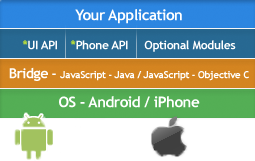 Your Application
*UI API *Phone API Optional Modules
Bridge - JavaScript - Java / JavaScript - Objective C
OS - Android / iPhone